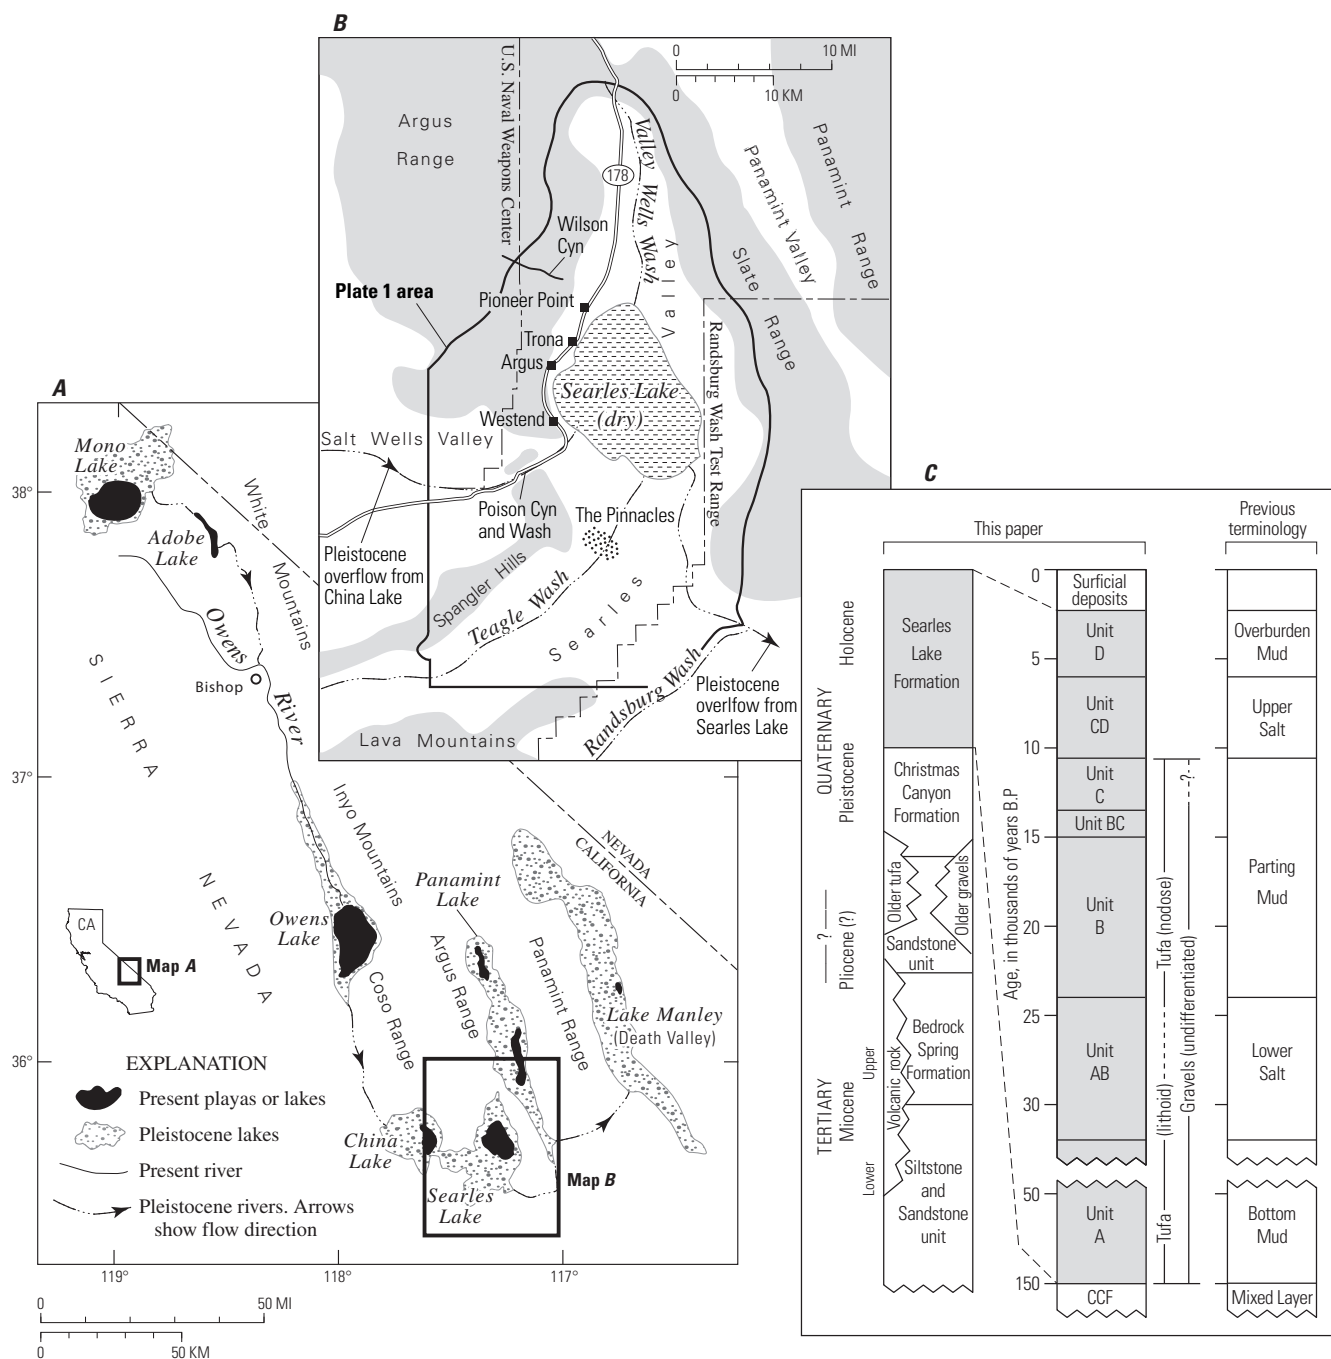 B
0 10 MI
0 10 KM
U.S. Naval Weapons Center
Argus
Range
Valley Wells Wash
178
Panamint Valley
Panamint
Range
Wilson
Cyn
Valley
Slate
Range
Plate 1 area
Pioneer Point
Trona
Argus
Randsburg Wash Test Range
Searles Lake
(dry)
Westend
Salt Wells Valley
Poison Cyn
and Wash
The Pinnacles
Pleistocene
overflow from
China Lake
Spangler Hills
Teagle Wash
Searles
Randsburg Wash
Pleistocene
overlfow from
Searles Lake
Lava Mountains
A
Mono
Lake
38°
White
Mountains
Adobe
Lake
Owens
River
Bishop
SIERRA
NEVADA
37°
Inyo Mountains
NEVADA
CALIFORNIA
Panamint
Lake
Owens
Lake
Argus Range
Panamint Range
Coso Range
Lake Manley
(Death Valley)
CA
Map A
36°
EXPLANATION
Present playas or lakes
Pleistocene lakes
Present river
Pleistocene rivers. Arrows
show flow direction
China
Lake
Searles
Lake
Map B
119°
118°
117°
0 50 MI
0 50 KM
C
This paper
Previous
terminology
QUATERNARY
Holocene
Pleistocene
Pliocene (?)
?
TERTIARY
Miocene
Upper
Lower
Searles
Lake
Formation
Christmas
Canyon
Formation
Older tufa
Older gravels
Sandstone
unit
Volcanic rock
Bedrock
Spring
Formation
Siltstone
and
Sandstone
unit
Age, in thousands of years B.P
0
5
10
15
20
25
30
50
150
Surficial
deposits
Unit
D
Unit
CD
Unit
C
Unit BC
Unit
B
Unit
AB
Unit
A
CCF
Tufa (lithoid) Tufa (nodose)
Gravels (undifferentiated)
?
Overburden
Mud
Upper
Salt
Parting
Mud
Lower
Salt
Bottom
Mud
Mixed Layer